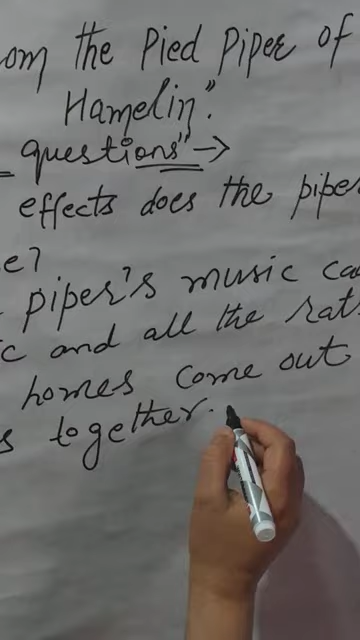 om the Pied Piper of
Hamelin".
questions" →
effects does the piper
e?
piper's music ca
c and all the rats
homes come out
s together.